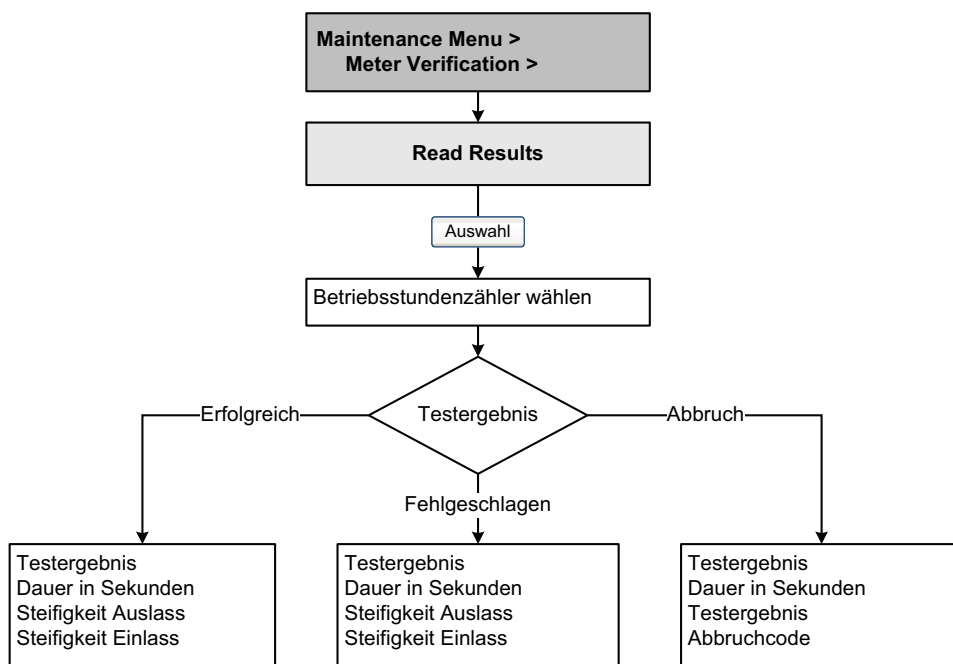 Maintenance Menu >
Meter Verification >
Read Results
Auswahl
Betriebsstundenzähler wählen
Testergebnis
Erfolgreich
Abbruch
Fehlgeschlagen
Testergebnis
Dauer in Sekunden
Steifigkeit Auslass
Steifigkeit Einlass
Testergebnis
Dauer in Sekunden
Steifigkeit Auslass
Steifigkeit Einlass
Testergebnis
Dauer in Sekunden
Testergebnis
Abbruchcode